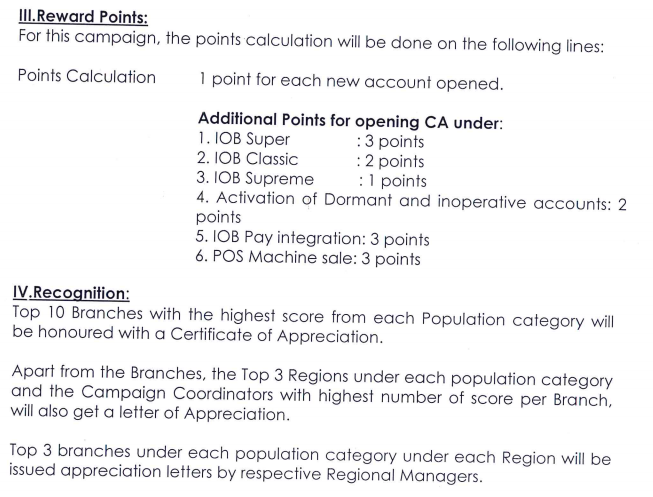 III.Reward Points:
For this campaign, the points calculation will be done on the following lines:
Points Calculation 1 point for each new account opened.
Additional Points for opening CA under:
1. IOB Super : 3 points
2. IOB Classic : 2 points
3. IOB Supreme : 1 points
4. Activation of Dormant and inoperative accounts: 2
points
5. IOB Pay integration: 3 points
6. POS Machine sale: 3 points
IV.Recognition:
Top 10 Branches with the highest score from each Population category will
be honoured with a Certificate of Appreciation.
Apart from the Branches, the Top 3 Regions under each population category
and the Campaign Coordinators with highest number of score per Branch,
will also get a letter of Appreciation.
Top 3 branches under each population category under each Region will be
issued appreciation letters by respective Regional Managers.